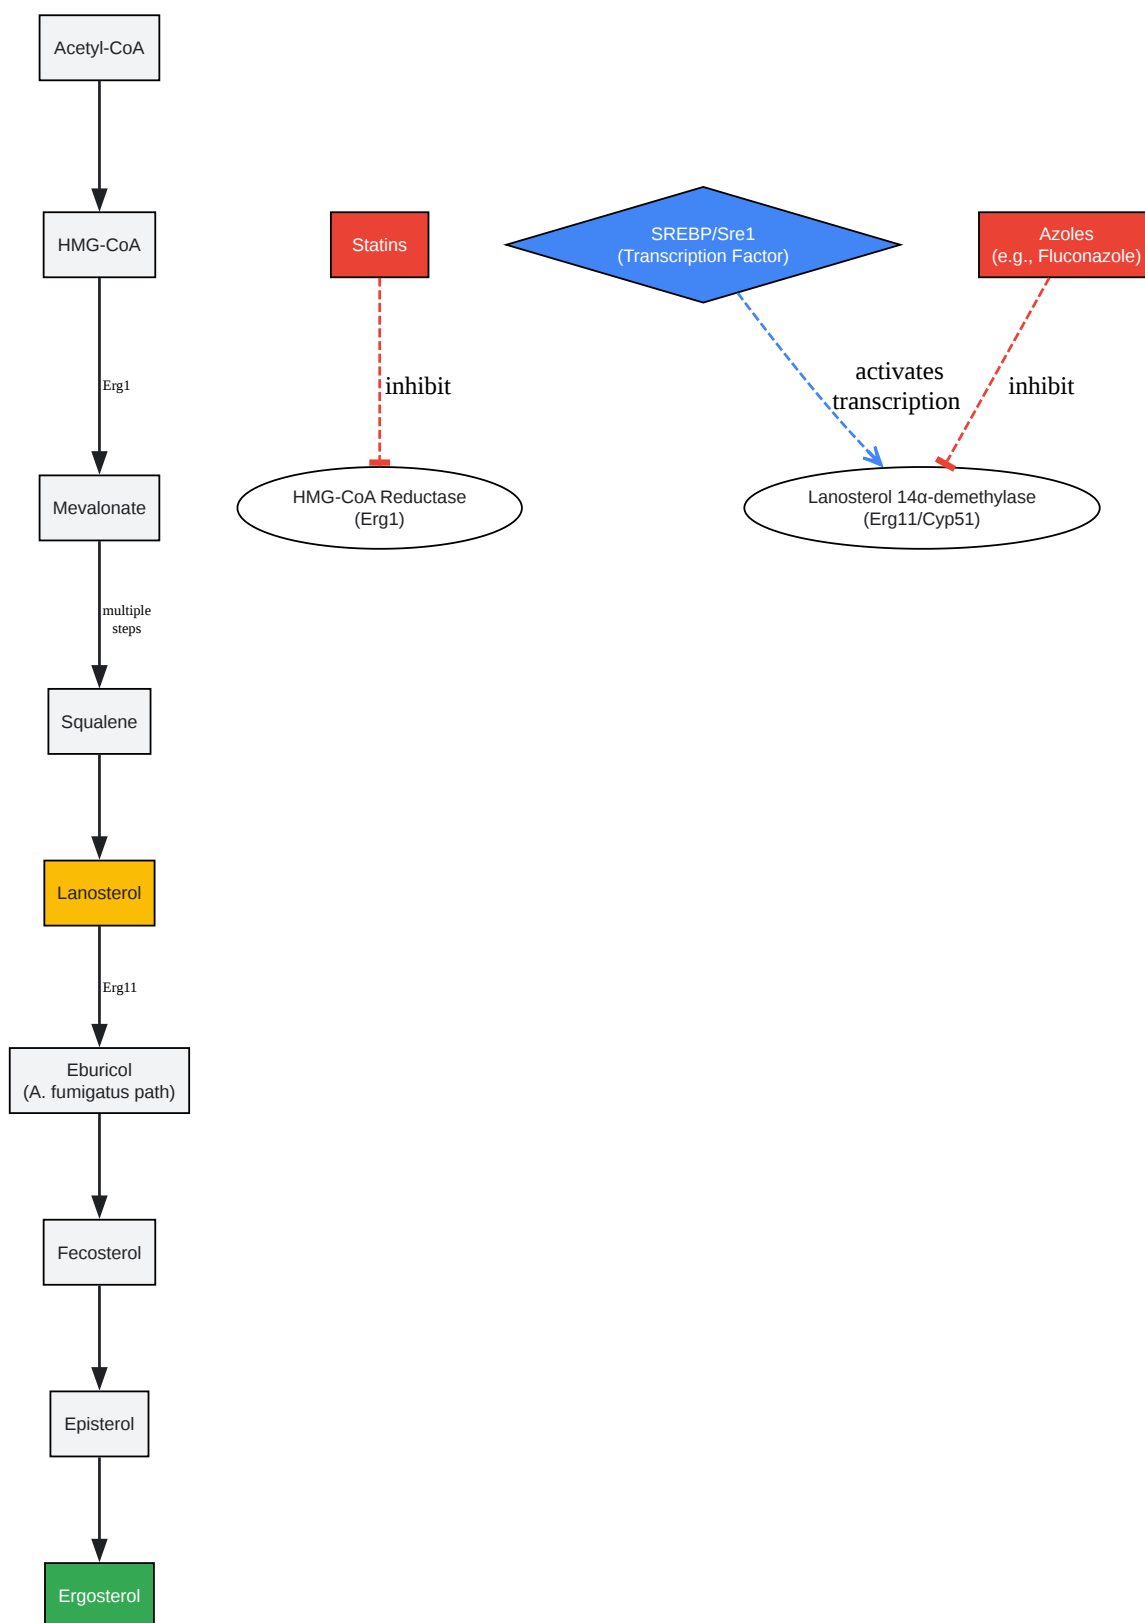 Acetyl-CoA
HMG-CoA
Statins
SREBP/Sre1
(Transcription Factor)
Azoles
(e.g., Fluconazole)
Erg1
inhibit
activates
transcription
inhibit
Mevalonate
HMG-CoA Reductase
(Erg1)
Lanosterol 14α-demethylase
(Erg11/Cyp51)
multiple
steps
Squalene
Lanosterol
Erg11
Eburicol
(A. fumigatus path)
Fecosterol
Episterol
Ergosterol